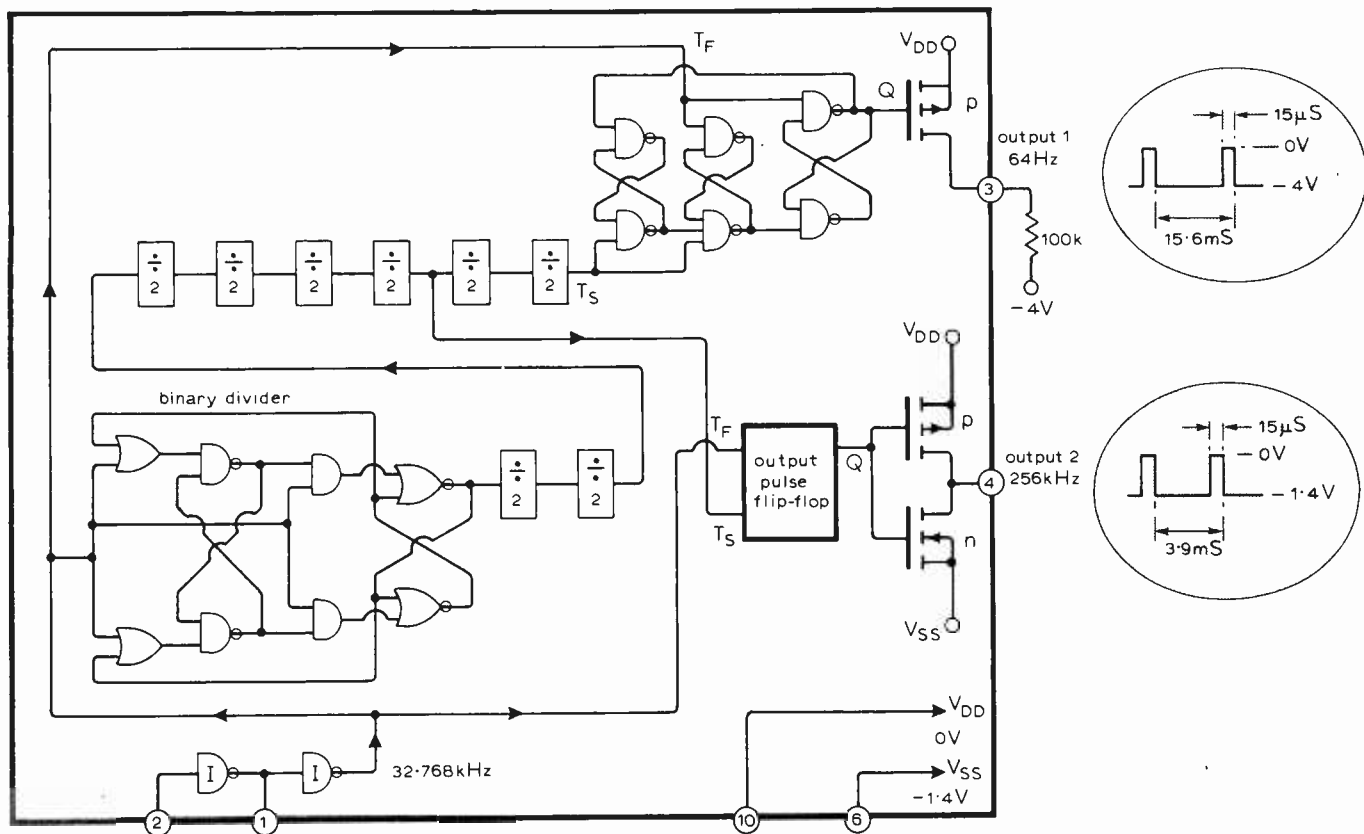 T_F
V_DD
Q
p
output 1
64Hz
3
100k
-4V
15μS
0V
-4V
15·6mS
÷ 2
÷ 2
÷ 2
÷ 2
÷ 2
÷ 2
T_S
binary divider
÷ 2
÷ 2
T_F
T_S
output
pulse
flip-flop
Q
V_DD
p
n
V_SS
output 2
256kHz
4
15μS
0V
-1·4V
3·9mS
I
I
32·768kHz
2
1
10
6
V_DD
0V
V_SS
-1·4V